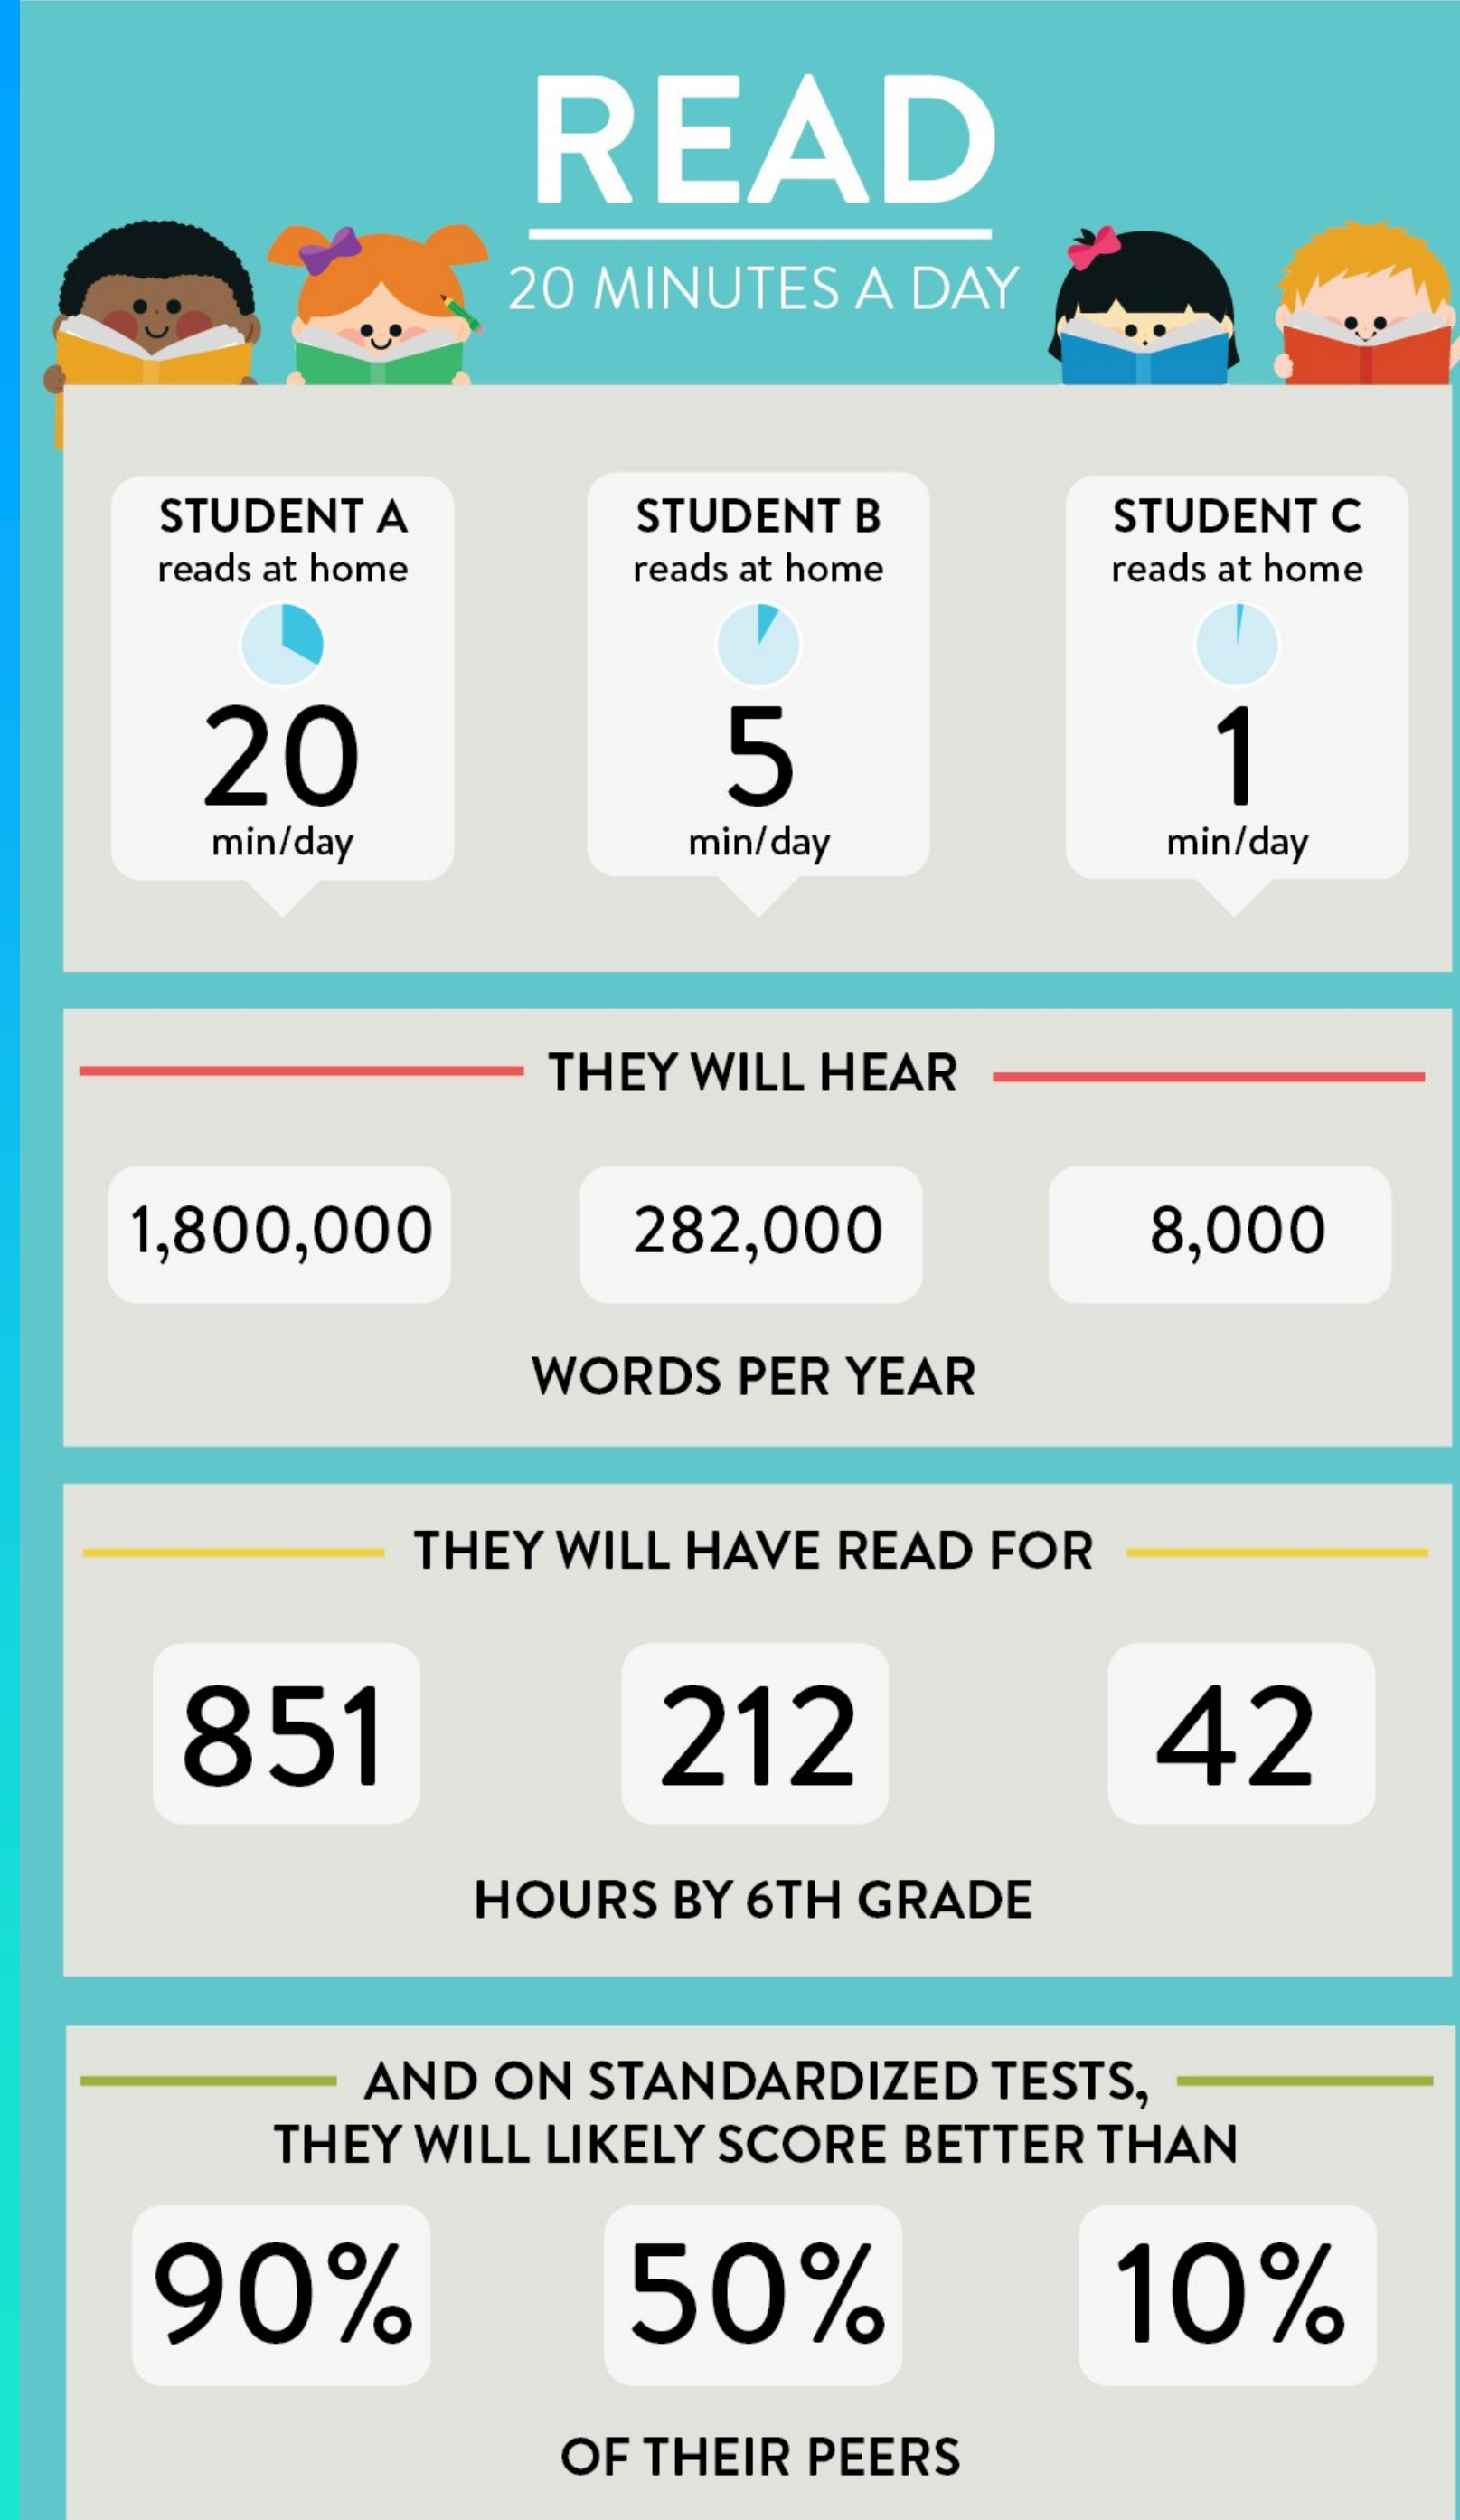 READ
20 MINUTES A DAY
STUDENT A
reads at home
20
min/day
STUDENT B
reads at home
5
min/day
STUDENT C
reads at home
1
min/day
THEY WILL HEAR
1,800,000
282,000
8,000
WORDS PER YEAR
THEY WILL HAVE READ FOR
851
212
42
HOURS BY 6TH GRADE
AND ON STANDARDIZED TESTS,
THEY WILL LIKELY SCORE BETTER THAN
90%
50%
10%
OF THEIR PEERS